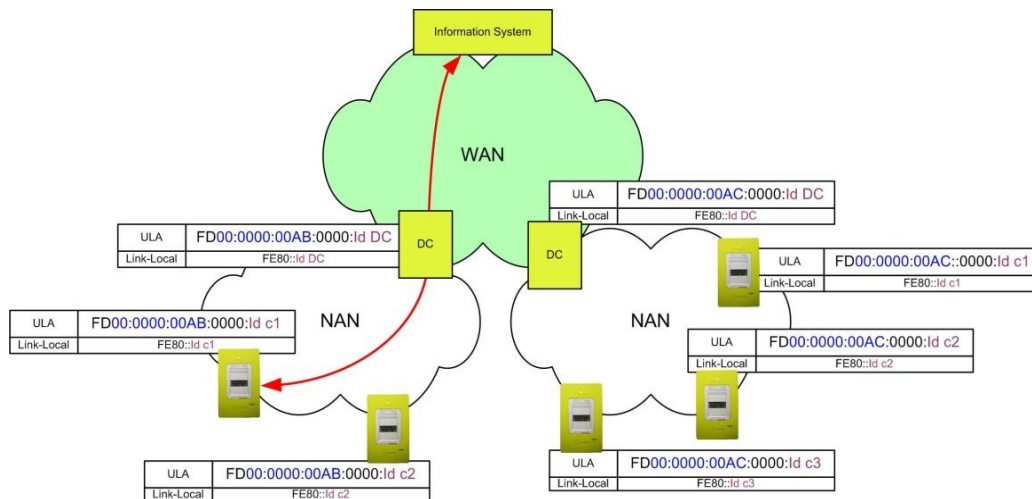 Information System
WAN
ULA FD00:0000:00AC:0000:Id DC
Link-Local FE80::Id DC
ULA FD00:0000:00AB:0000:Id DC
Link-Local FE80::Id DC
DC
DC
ULA FD00:0000:00AC::0000:Id c1
Link-Local FE80::Id c1
ULA FD00:0000:00AB:0000:Id c1
Link-Local FE80::Id c1
NAN
NAN
ULA FD00:0000:00AC:0000:Id c2
Link-Local FE80::Id c2
ULA FD00:0000:00AB:0000:Id c2
Link-Local FE80::Id c2
ULA FD00:0000:00AC:0000:Id c3
Link-Local FE80::Id c3